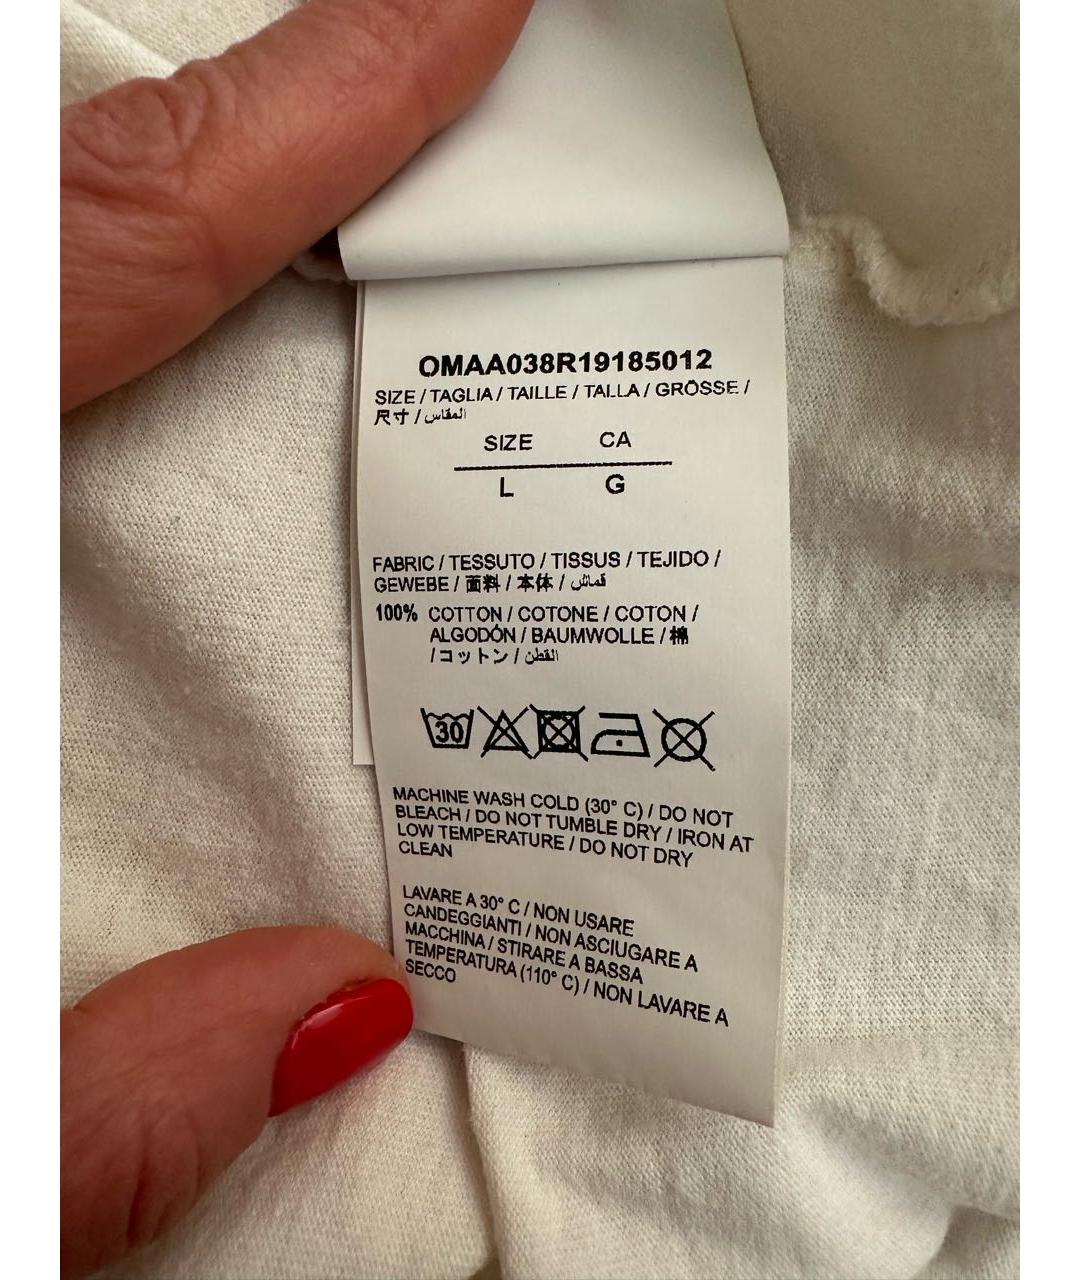 OMAA038R19185012
SIZE / TAGLIA / TAILLE / TALLA / GRÖSSE /
尺寸 / المقاس
SIZE CA
L G
FABRIC / TESSUTO / TISSUS / TEJIDO /
GEWEBE / 面料 / 本体 / قماش
100% COTTON / COTONE / COTON /
ALGODÓN / BAUMWOLLE / 棉
/ コットン / القطن
30
MACHINE WASH COLD (30° C) / DO NOT
BLEACH / DO NOT TUMBLE DRY / IRON AT
LOW TEMPERATURE / DO NOT DRY
CLEAN
LAVARE A 30° C / NON USARE
CANDEGGIANTI / NON ASCIUGARE A
MACCHINA / STIRARE A BASSA
TEMPERATURA (110° C) / NON LAVARE A
SECCO